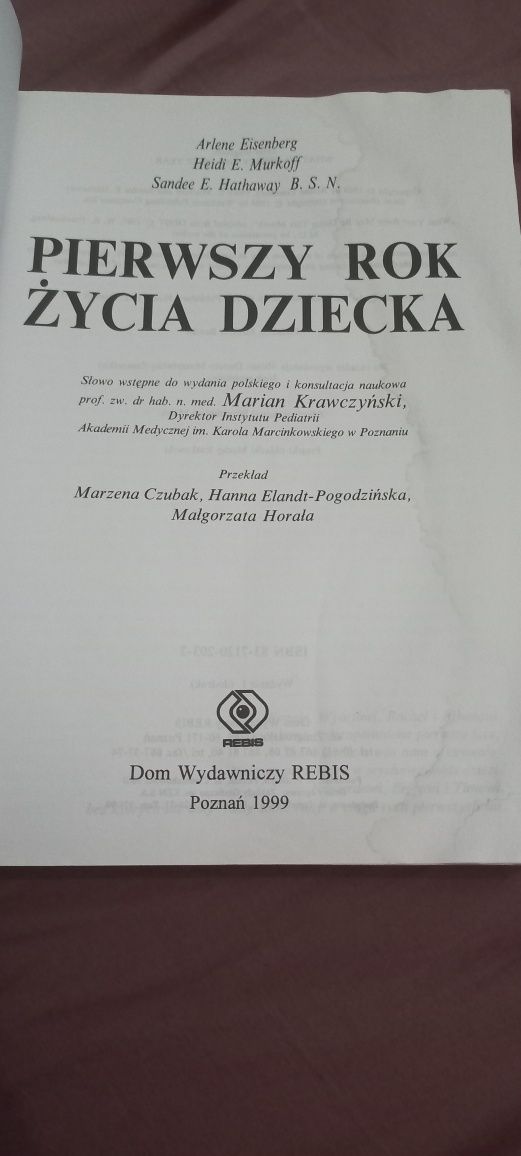 Arlene Eisenberg
Heidi E. Murkoff
Sandee E. Hathaway B. S. N.
PIERWSZY ROK
ŻYCIA DZIECKA
Słowo wstępne do wydania polskiego i konsultacja naukowa
prof. zw. dr hab. n. med. Marian Krawczyński,
Dyrektor Instytutu Pediatrii
Akademii Medycznej im. Karola Marcinkowskiego w Poznaniu
Przekład
Marzena Czubak, Hanna Elandt-Pogodzińska,
Małgorzata Horała
REBIS
Dom Wydawniczy REBIS
Poznań 1999